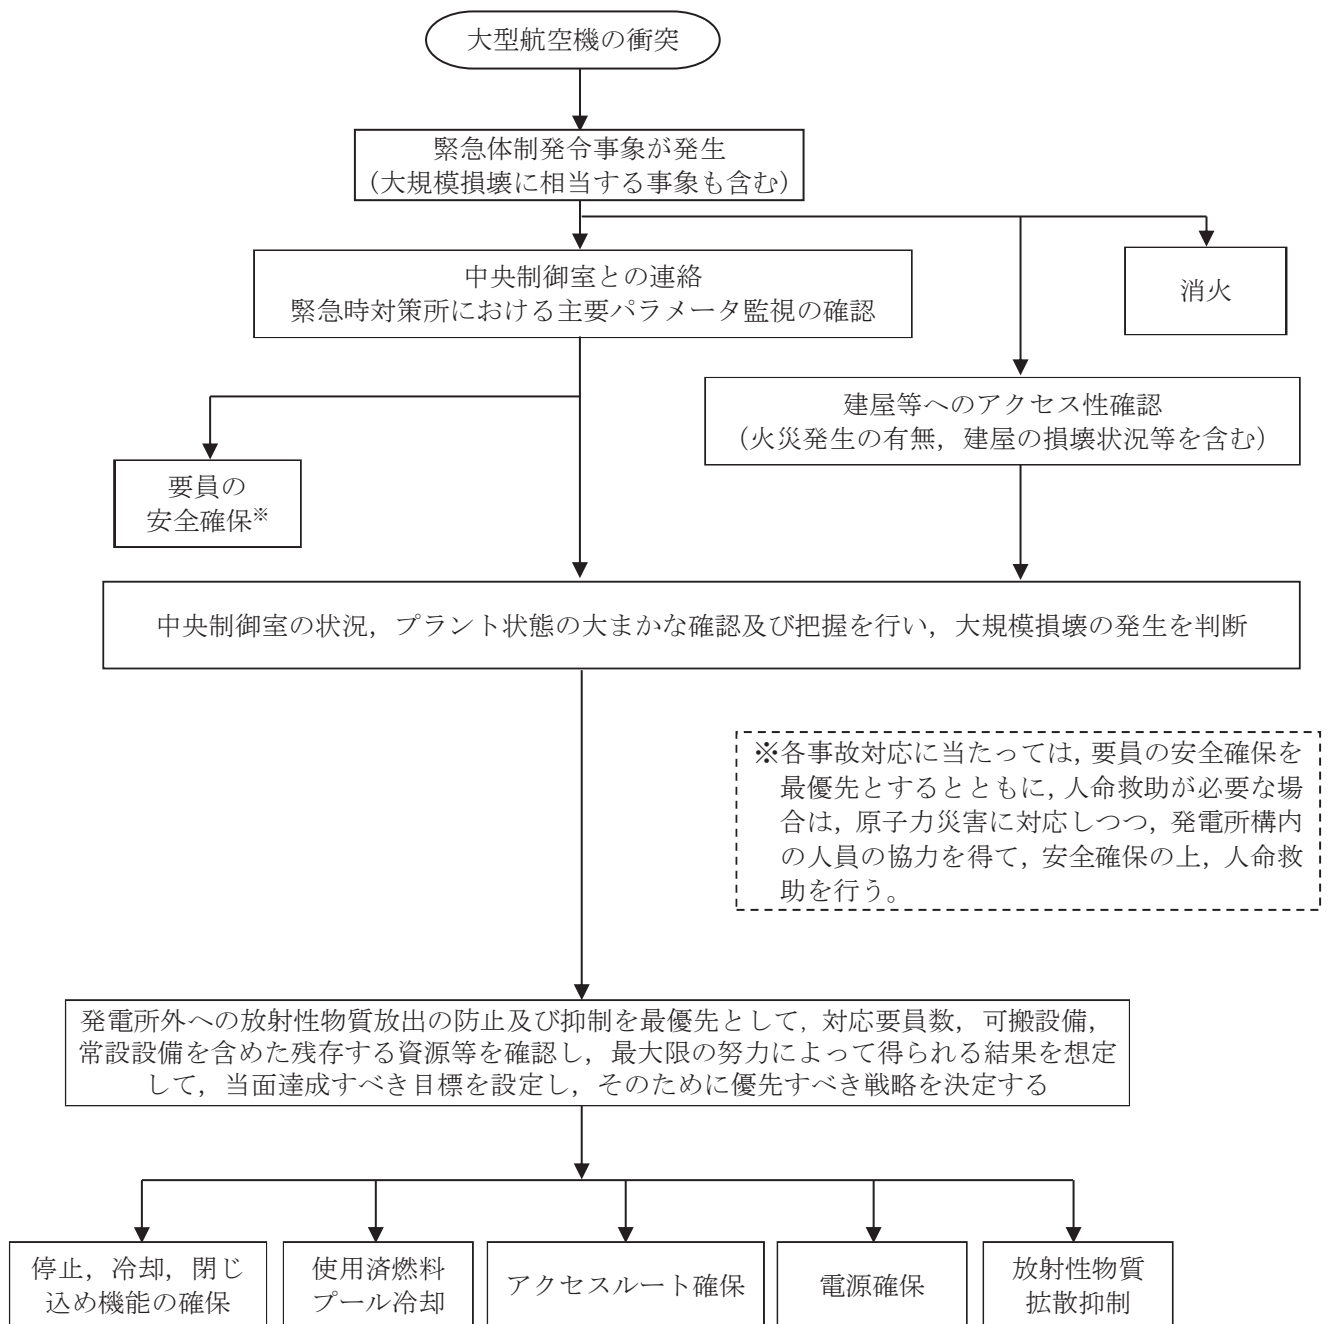 大型航空機の衝突
緊急体制発令事象が発生
（大規模損壊に相当する事象も含む）
中央制御室との連絡
緊急時対策所における主要パラメータ監視の確認
消火
建屋等へのアクセス性確認
（火災発生の有無，建屋の損壊状況等を含む）
要員の
安全確保※
中央制御室の状況，プラント状態の大まかな確認及び把握を行い，大規模損壊の発生を判断
※各事故対応に当たっては，要員の安全確保を
最優先とするとともに，人命救助が必要な場
合は，原子力災害に対応しつつ，発電所構内
の人員の協力を得て，安全確保の上，人命救
助を行う。
発電所外への放射性物質放出の防止及び抑制を最優先として，対応要員数，可搬設備，
常設設備を含めた残存する資源等を確認し，最大限の努力によって得られる結果を想定
して，当面達成すべき目標を設定し，そのために優先すべき戦略を決定する
停止，冷却，閉じ
込め機能の確保
使用済燃料
プール冷却
アクセスルート確保
電源確保
放射性物質
拡散抑制